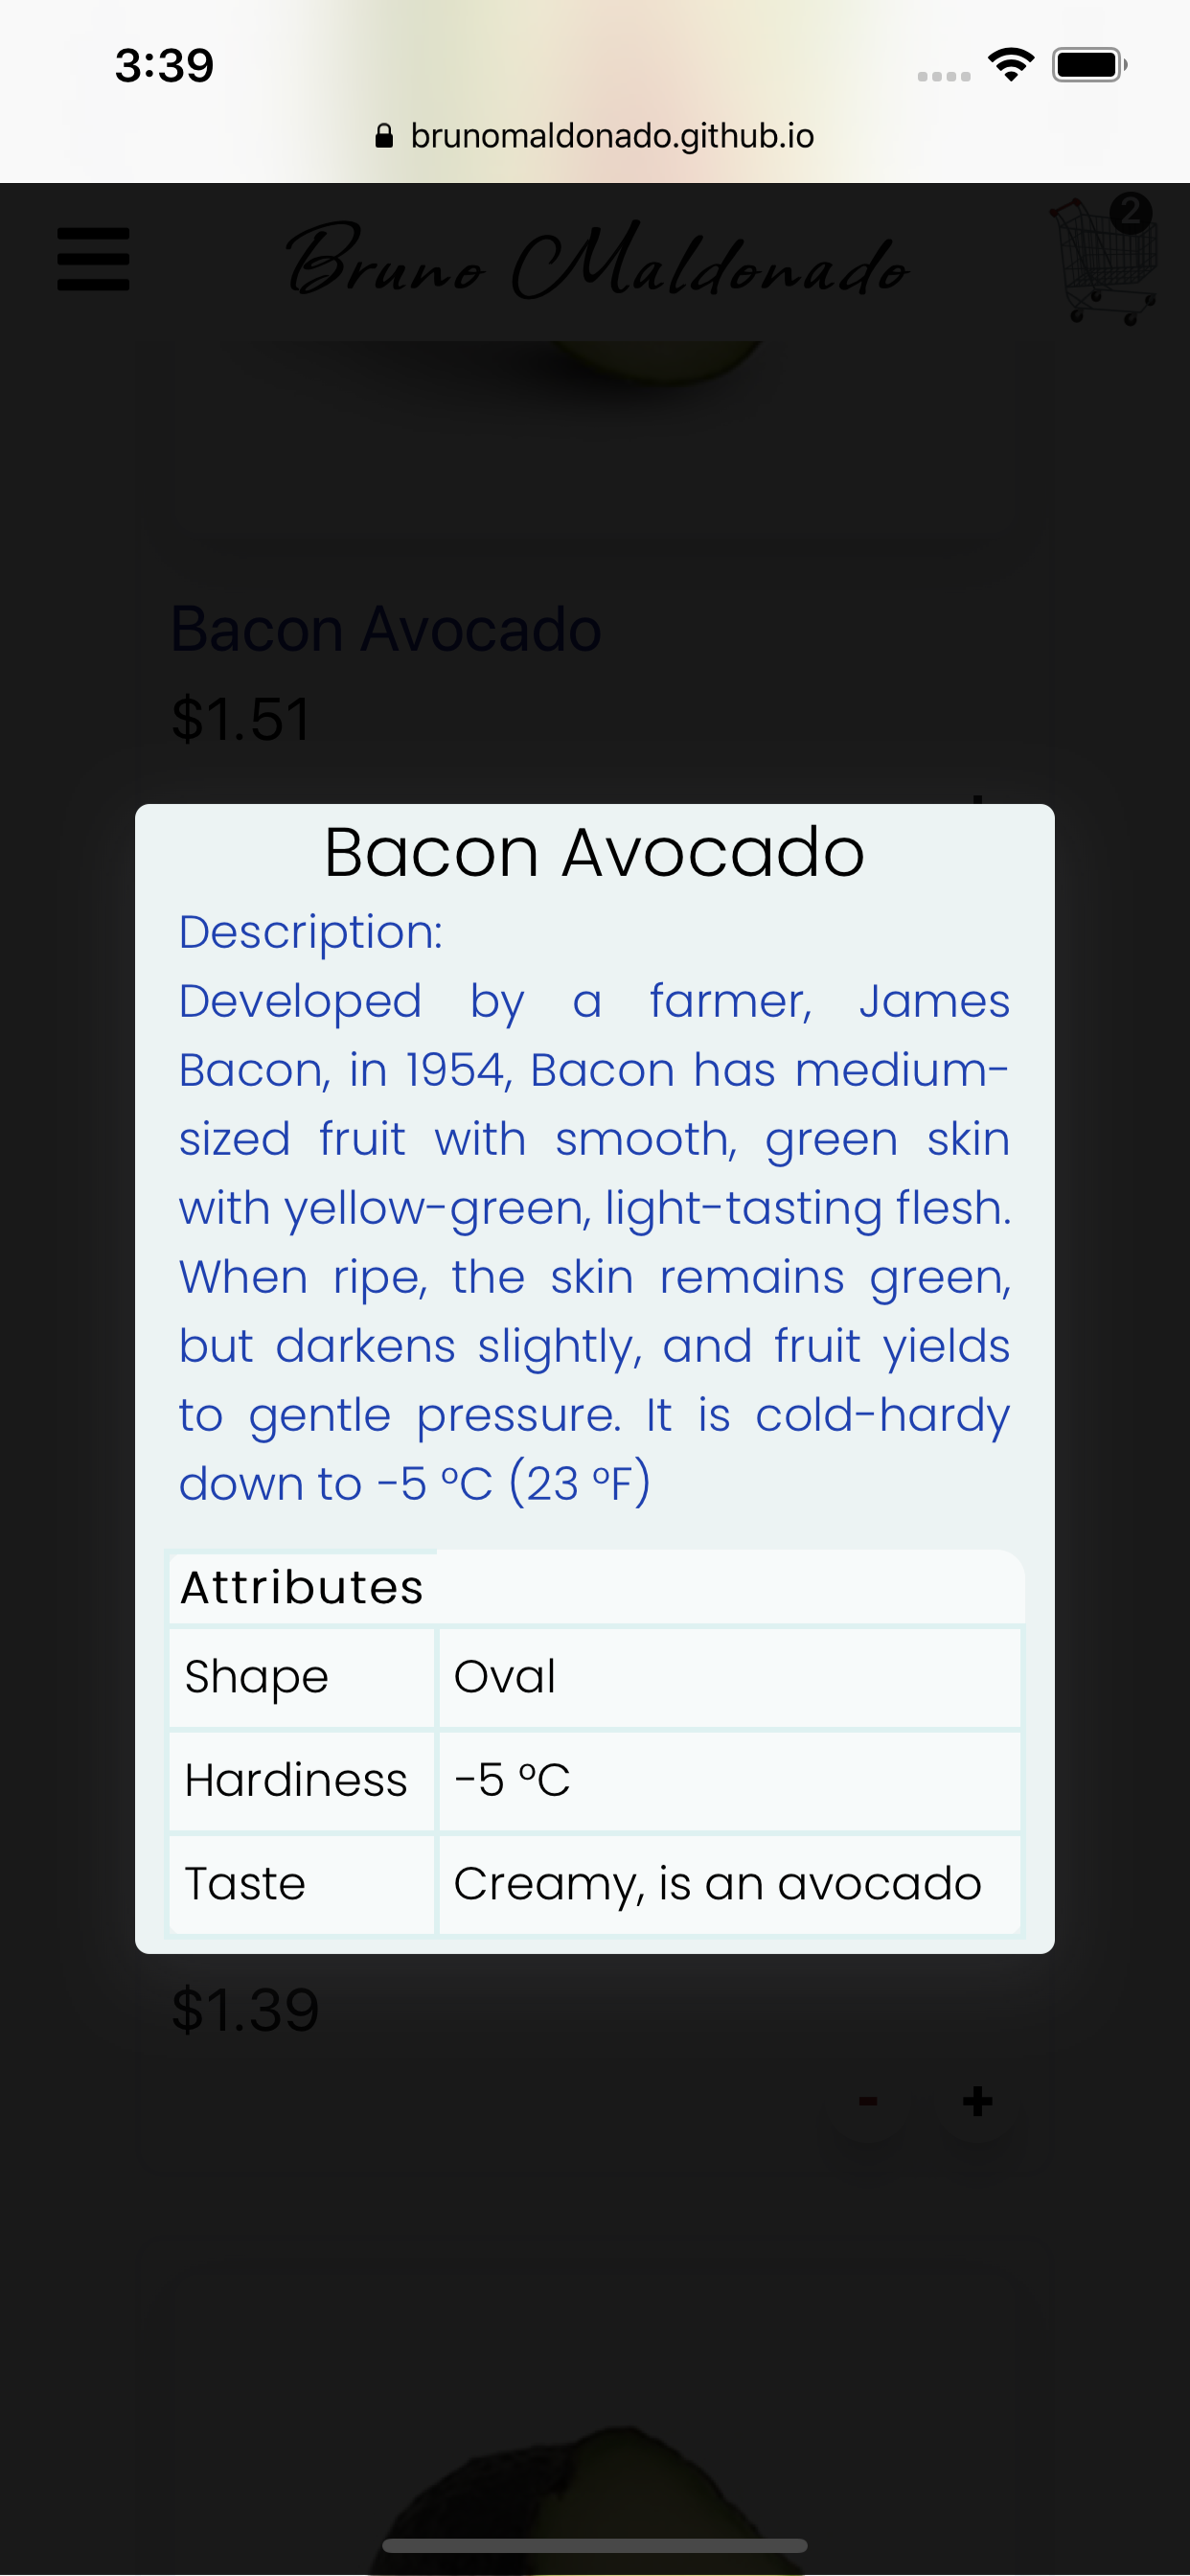 3:39
brunomaldonado.github.io
Bruno Maldonado
2
Bacon Avocado
$1.51
+
Bacon Avocado
Description:
Developed by a farmer, James
Bacon, in 1954, Bacon has medium-
sized fruit with smooth, green skin
with yellow-green, light-tasting flesh.
When ripe, the skin remains green,
but darkens slightly, and fruit yields
to gentle pressure. It is cold-hardy
down to -5 ºC (23 ºF)
Attributes
Shape Oval
Hardiness -5 ºC
Taste Creamy, is an avocado
$1.39
- +